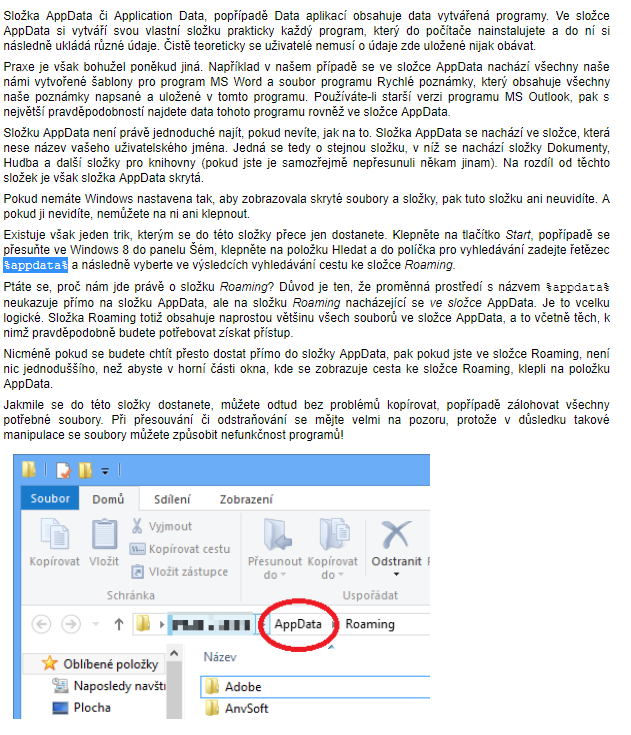 Složka AppData či Application Data, popřípadě Data aplikací obsahuje data vytvářená programy. Ve složce
AppData si vytváří svou vlastní složku prakticky každý program, který do počítače nainstalujete a do ní si
následně ukládá různé údaje. Čistě teoreticky se uživatelé nemusí o údaje zde uložené nijak obávat.
Praxe je však bohužel poněkud jiná. Například v našem případě se ve složce AppData nachází všechny naše
námi vytvořené šablony pro program MS Word a soubor programu Rychlé poznámky, který obsahuje všechny
naše poznámky napsané a uložené v tomto programu. Používáte-li starší verzi programu MS Outlook, pak s
největší pravděpodobností najdete data tohoto programu rovněž ve složce AppData.
Složku AppData není právě jednoduché najít, pokud nevíte, jak na to. Složka AppData se nachází ve složce, která
nese název vašeho uživatelského jména. Jedná se tedy o stejnou složku, v níž se nachází složky Dokumenty,
Hudba a další složky pro knihovny (pokud jste je samozřejmě nepřesunuli někam jinam). Na rozdíl od těchto
složek je však složka AppData skrytá.
Pokud nemáte Windows nastavena tak, aby zobrazovala skryté soubory a složky, pak tuto složku ani neuvidíte. A
pokud ji nevidíte, nemůžete na ni ani klepnout.
Existuje však jeden trik, kterým se do této složky přece jen dostanete. Klepněte na tlačítko Start, popřípadě se
přesuňte ve Windows 8 do panelu Šém, klepněte na položku Hledat a do políčka pro vyhledávání zadejte řetězec
%appdata% a následně vyberte ve výsledcích vyhledávání cestu ke složce Roaming.
Ptáte se, proč nám jde právě o složku Roaming? Důvod je ten, že proměnná prostředí s názvem %appdata%
neukazuje přímo na složku AppData, ale na složku Roaming nacházející se ve složce AppData. Je to vcelku
logické. Složka Roaming totiž obsahuje naprostou většinu všech souborů ve složce AppData, a to včetně těch, k
nimž pravděpodobně budete potřebovat získat přístup.
Nicméně pokud se budete chtít přesto dostat přímo do složky AppData, pak pokud jste ve složce Roaming, není
nic jednoduššího, než abyste v horní části okna, kde se zobrazuje cesta ke složce Roaming, klepli na položku
AppData.
Jakmile se do této složky dostanete, můžete odtud bez problémů kopírovat, popřípadě zálohovat všechny
potřebné soubory. Při přesouvání či odstraňování se mějte velmi na pozoru, protože v důsledku takové
manipulace se soubory můžete způsobit nefunkčnost programů!
Soubor Domů Sdílení Zobrazení
Kopírovat Vložit
Vyjmout
Kopírovat cestu
Vložit zástupce
Schránka
Přesunout do Kopírovat do Odstranit
Uspořádat
AppData Roaming
Oblíbené položky
Naposledy navšti
Plocha
Název
Adobe
AnvSoft